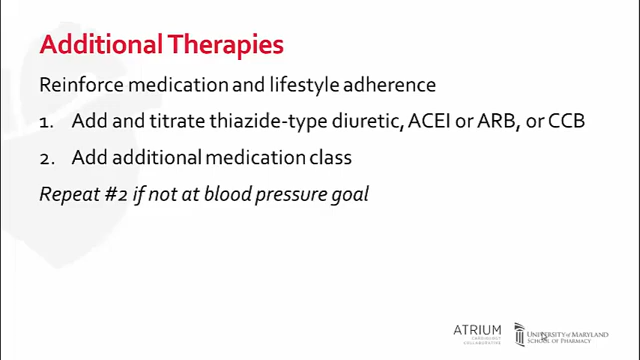 Additional Therapies
Reinforce medication and lifestyle adherence
1. Add and titrate thiazide-type diuretic, ACEI or ARB, or CCB
2. Add additional medication class
Repeat #2 if not at blood pressure goal
ATRIUM
CARDIOLOGY
COLLABORATIVE
UNIVERSITY OF MARYLAND
SCHOOL OF PHARMACY